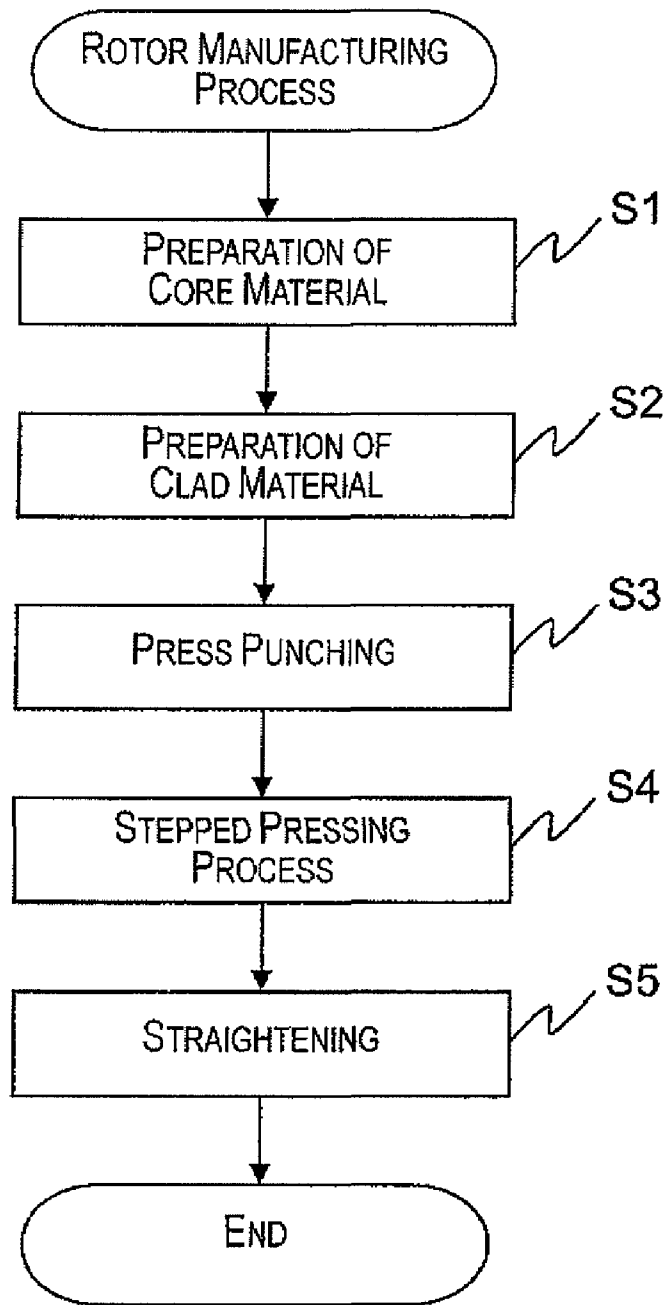 ROTOR MANUFACTURING
PROCESS
S1
PREPARATION OF
CORE MATERIAL
S2
PREPARATION OF
CLAD MATERIAL
S3
PRESS PUNCHING
S4
STEPPED PRESSING
PROCESS
S5
STRAIGHTENING
END